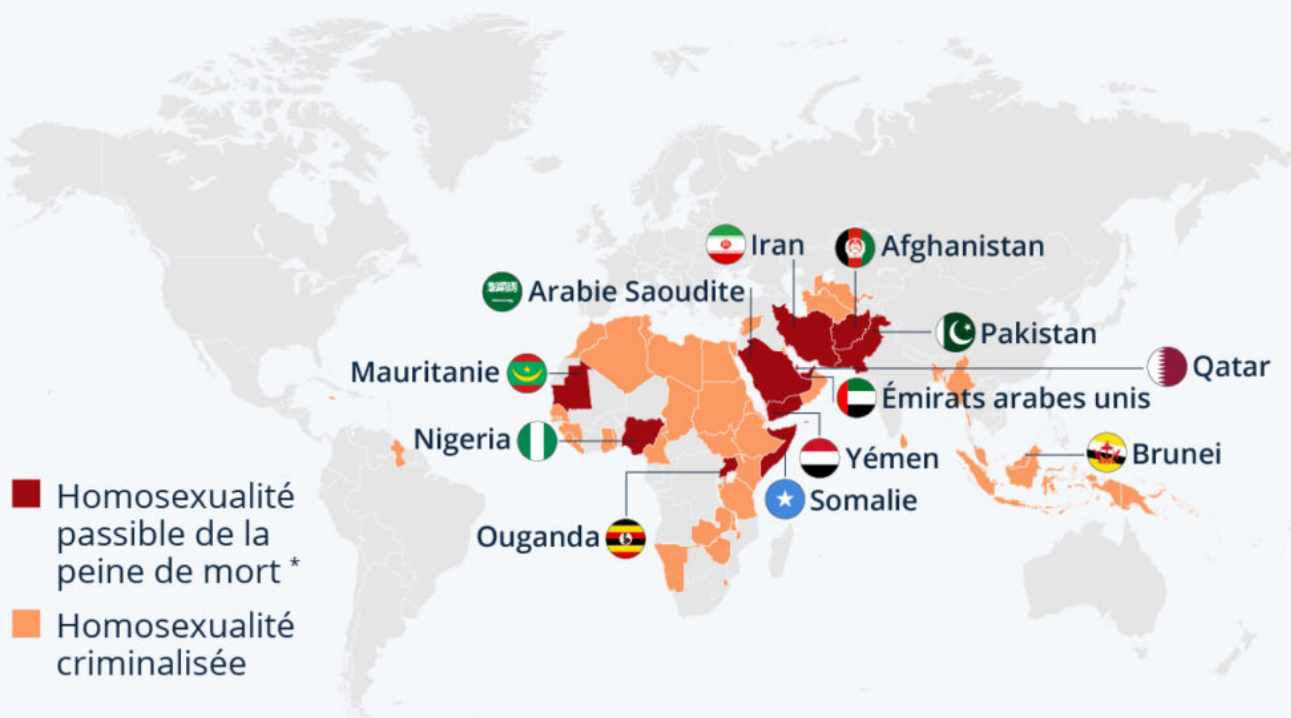 Iran
Afghanistan
Arabie Saoudite
Pakistan
Qatar
Mauritanie
Émirats arabes unis
Nigeria
Yémen
Brunei
Somalie
Ouganda
Homosexualité
passible de la
peine de mort *
Homosexualité
criminalisée